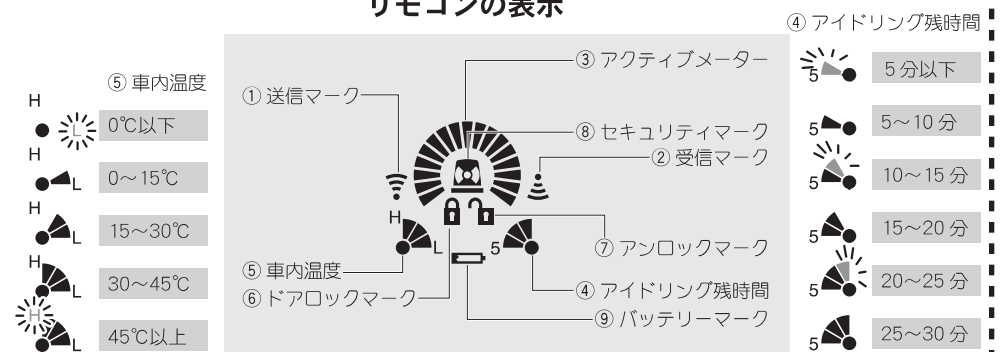 リモコンの表示
⑤ 車内温度
H
L
0℃以下
H
L
0〜15℃
H
L
15〜30℃
H
L
30〜45℃
H
L
45℃以上
① 送信マーク
③ アクティブメーター
⑧ セキュリティマーク
② 受信マーク
H
L
5
⑦ アンロックマーク
⑤ 車内温度
⑥ ドアロックマーク
④ アイドリング残時間
⑨ バッテリーマーク
④ アイドリング残時間
5
5分以下
5
5〜10分
5
10〜15分
5
15〜20分
5
20〜25分
5
25〜30分